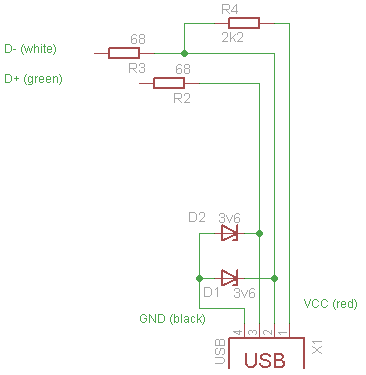 R4
68
2k2
D- (white)
R3
68
D+ (green)
R2
D2
3v6
D1
3v6
VCC (red)
GND (black)
4
3
2
1
USB
USB
X1